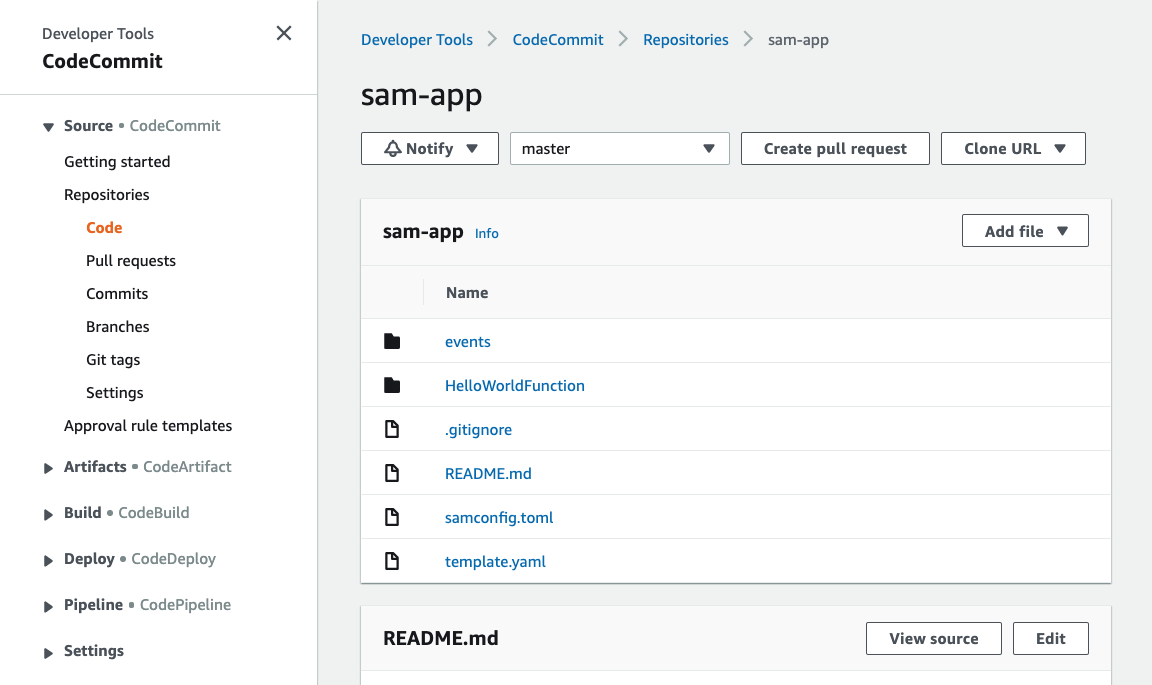 Developer Tools
CodeCommit
Source • CodeCommit
Getting started
Repositories
Code
Pull requests
Commits
Branches
Git tags
Settings
Approval rule templates
Artifacts • CodeArtifact
Build • CodeBuild
Deploy • CodeDeploy
Pipeline • CodePipeline
Settings
Developer Tools > CodeCommit > Repositories > sam-app
sam-app
Notify master Create pull request Clone URL
sam-app Info Add file
Name
events
HelloWorldFunction
.gitignore
README.md
samconfig.toml
template.yaml
README.md View source Edit